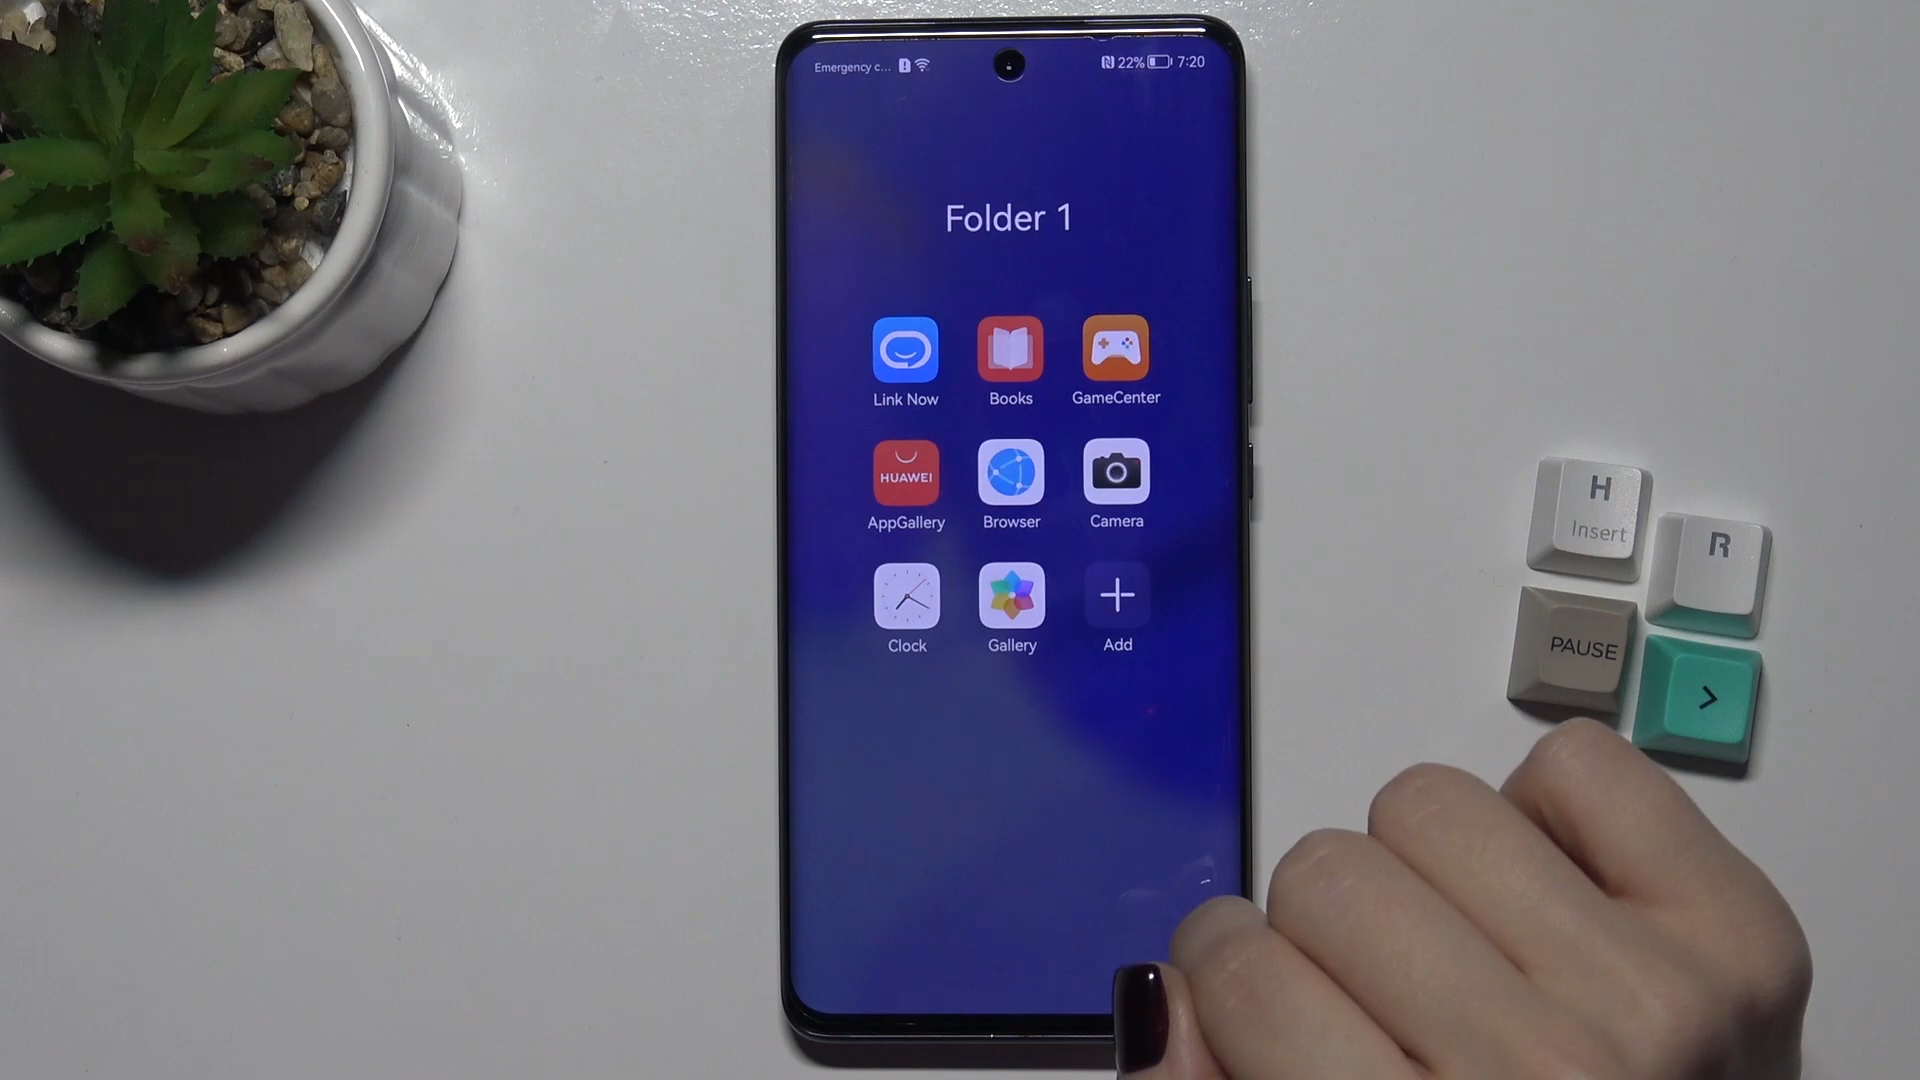 Emergency c... 22% 7:20
Folder 1
Link Now Books GameCenter
HUAWEI
AppGallery Browser Camera
Clock Gallery Add
H
Insert
R
PAUSE
>